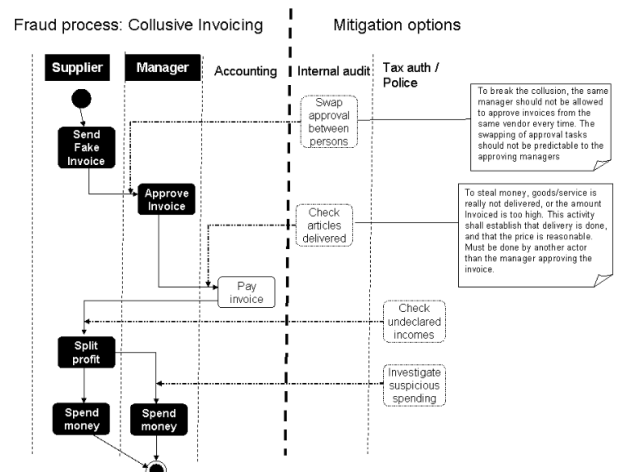 Fraud process: Collusive Invoicing
Mitigation options
Supplier
Manager
Accounting
Internal audit
Tax auth /
Police
Swap
approval
between
persons
To break the collusion, the same
manager should not be allowed
to approve invoices from the
same vendor every time. The
swapping of approval tasks
should not be predictable to the
approving managers
Send
Fake
Invoice
Approve
Invoice
Check
articles
delivered
To steal money, goods/service is
really not delivered, or the amount
Invoiced is too high. This activity
shall establish that delivery is done,
and that the price is reasonable.
Must be done by another actor
than the manager approving the
invoice.
Pay
invoice
Check
undeclared
incomes
Split
profit
Investigate
suspicious
spending
Spend
money
Spend
money